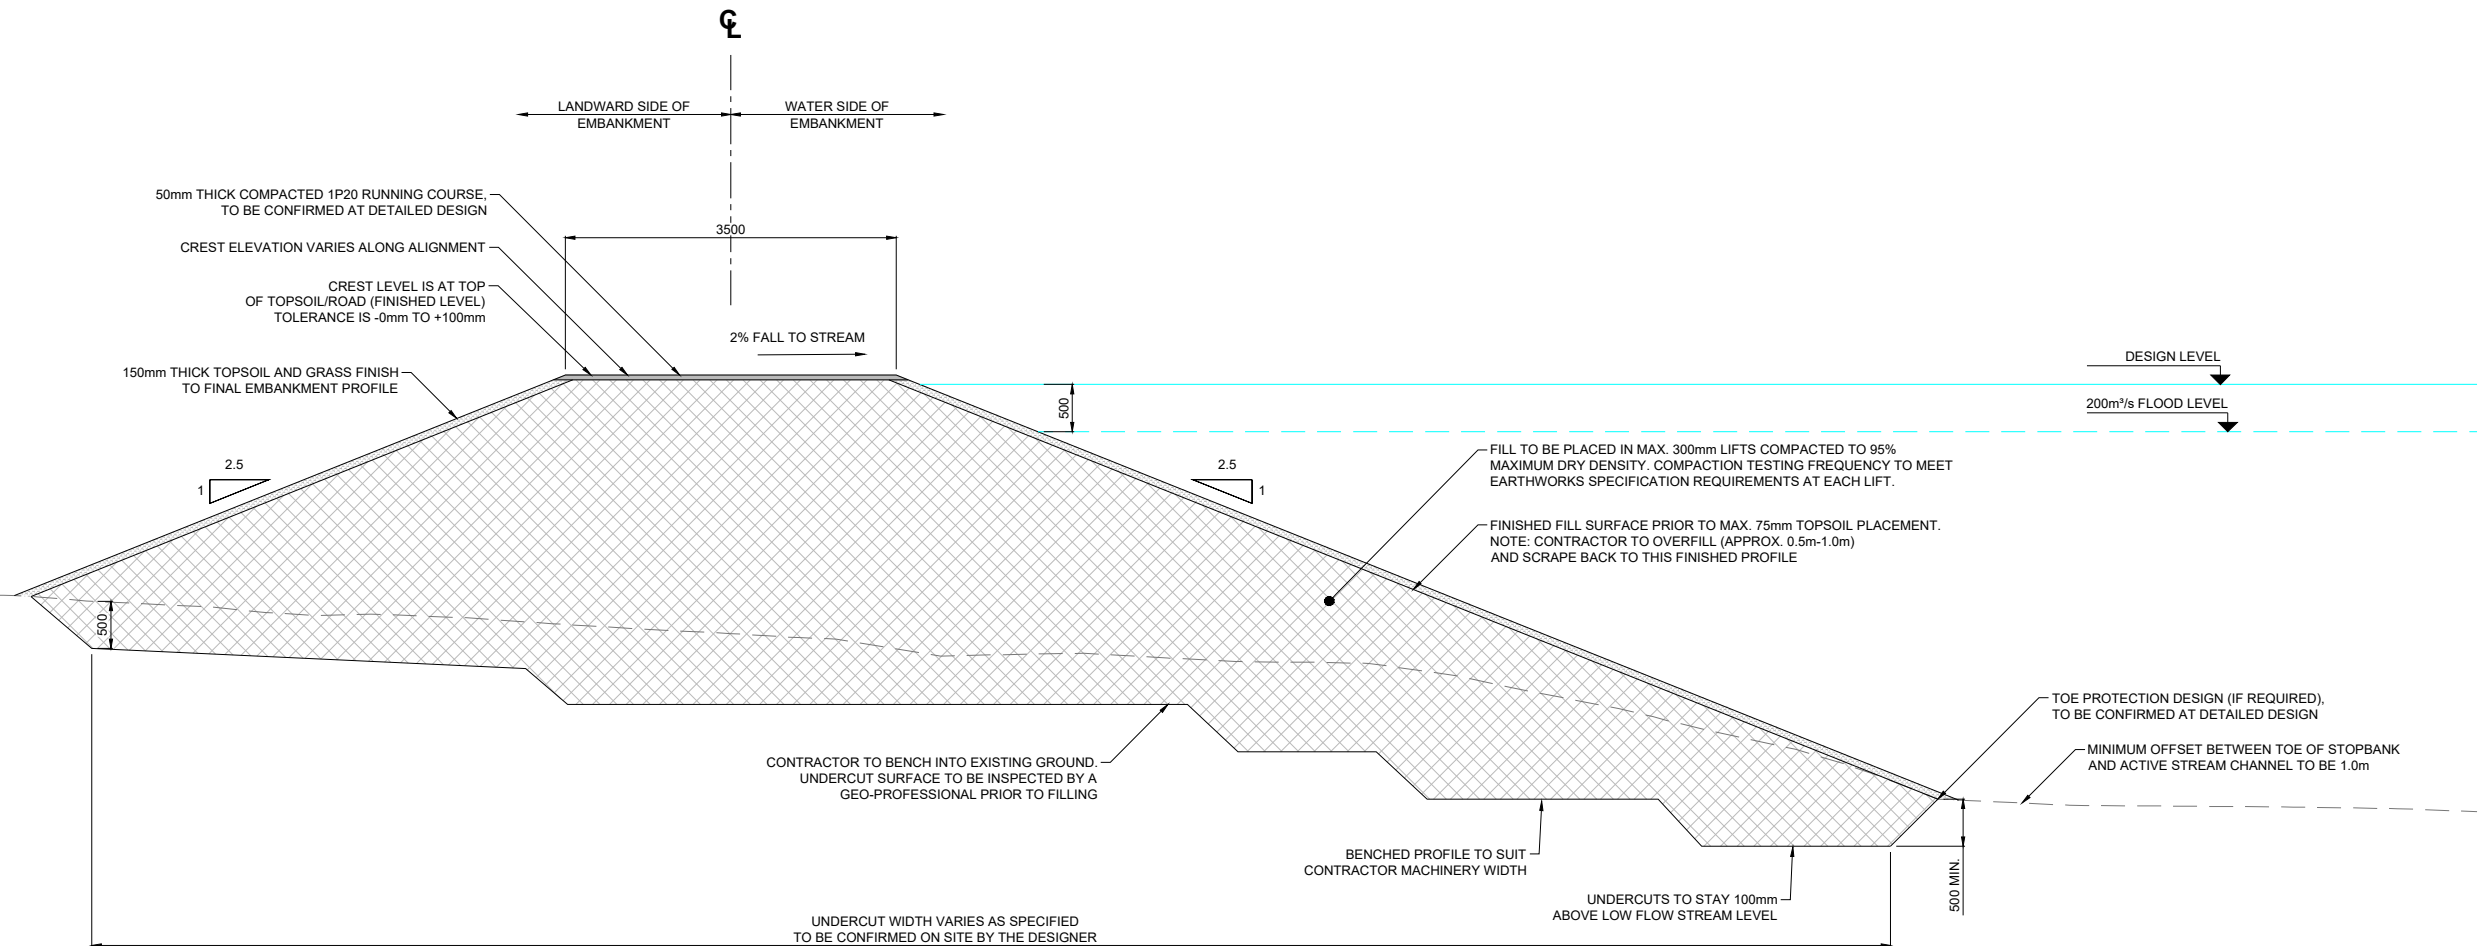 ℄
LANDWARD SIDE OF
EMBANKMENT
WATER SIDE OF
EMBANKMENT
50mm THICK COMPACTED 1P20 RUNNING COURSE,
TO BE CONFIRMED AT DETAILED DESIGN
3500
CREST ELEVATION VARIES ALONG ALIGNMENT
CREST LEVEL IS AT TOP
OF TOPSOIL/ROAD (FINISHED LEVEL)
TOLERANCE IS -0mm TO +100mm
2% FALL TO STREAM
150mm THICK TOPSOIL AND GRASS FINISH
TO FINAL EMBANKMENT PROFILE
DESIGN LEVEL
500
200m³/s FLOOD LEVEL
2.5
1
2.5
1
FILL TO BE PLACED IN MAX. 300mm LIFTS COMPACTED TO 95%
MAXIMUM DRY DENSITY. COMPACTION TESTING FREQUENCY TO MEET
EARTHWORKS SPECIFICATION REQUIREMENTS AT EACH LIFT.
FINISHED FILL SURFACE PRIOR TO MAX. 75mm TOPSOIL PLACEMENT.
NOTE: CONTRACTOR TO OVERFILL (APPROX. 0.5m-1.0m)
AND SCRAPE BACK TO THIS FINISHED PROFILE
500
TOE PROTECTION DESIGN (IF REQUIRED),
TO BE CONFIRMED AT DETAILED DESIGN
MINIMUM OFFSET BETWEEN TOE OF STOPBANK
AND ACTIVE STREAM CHANNEL TO BE 1.0m
CONTRACTOR TO BENCH INTO EXISTING GROUND.
UNDERCUT SURFACE TO BE INSPECTED BY A
GEO-PROFESSIONAL PRIOR TO FILLING
BENCHED PROFILE TO SUIT
CONTRACTOR MACHINERY WIDTH
500 MIN.
UNDERCUTS TO STAY 100mm
ABOVE LOW FLOW STREAM LEVEL
UNDERCUT WIDTH VARIES AS SPECIFIED
TO BE CONFIRMED ON SITE BY THE DESIGNER